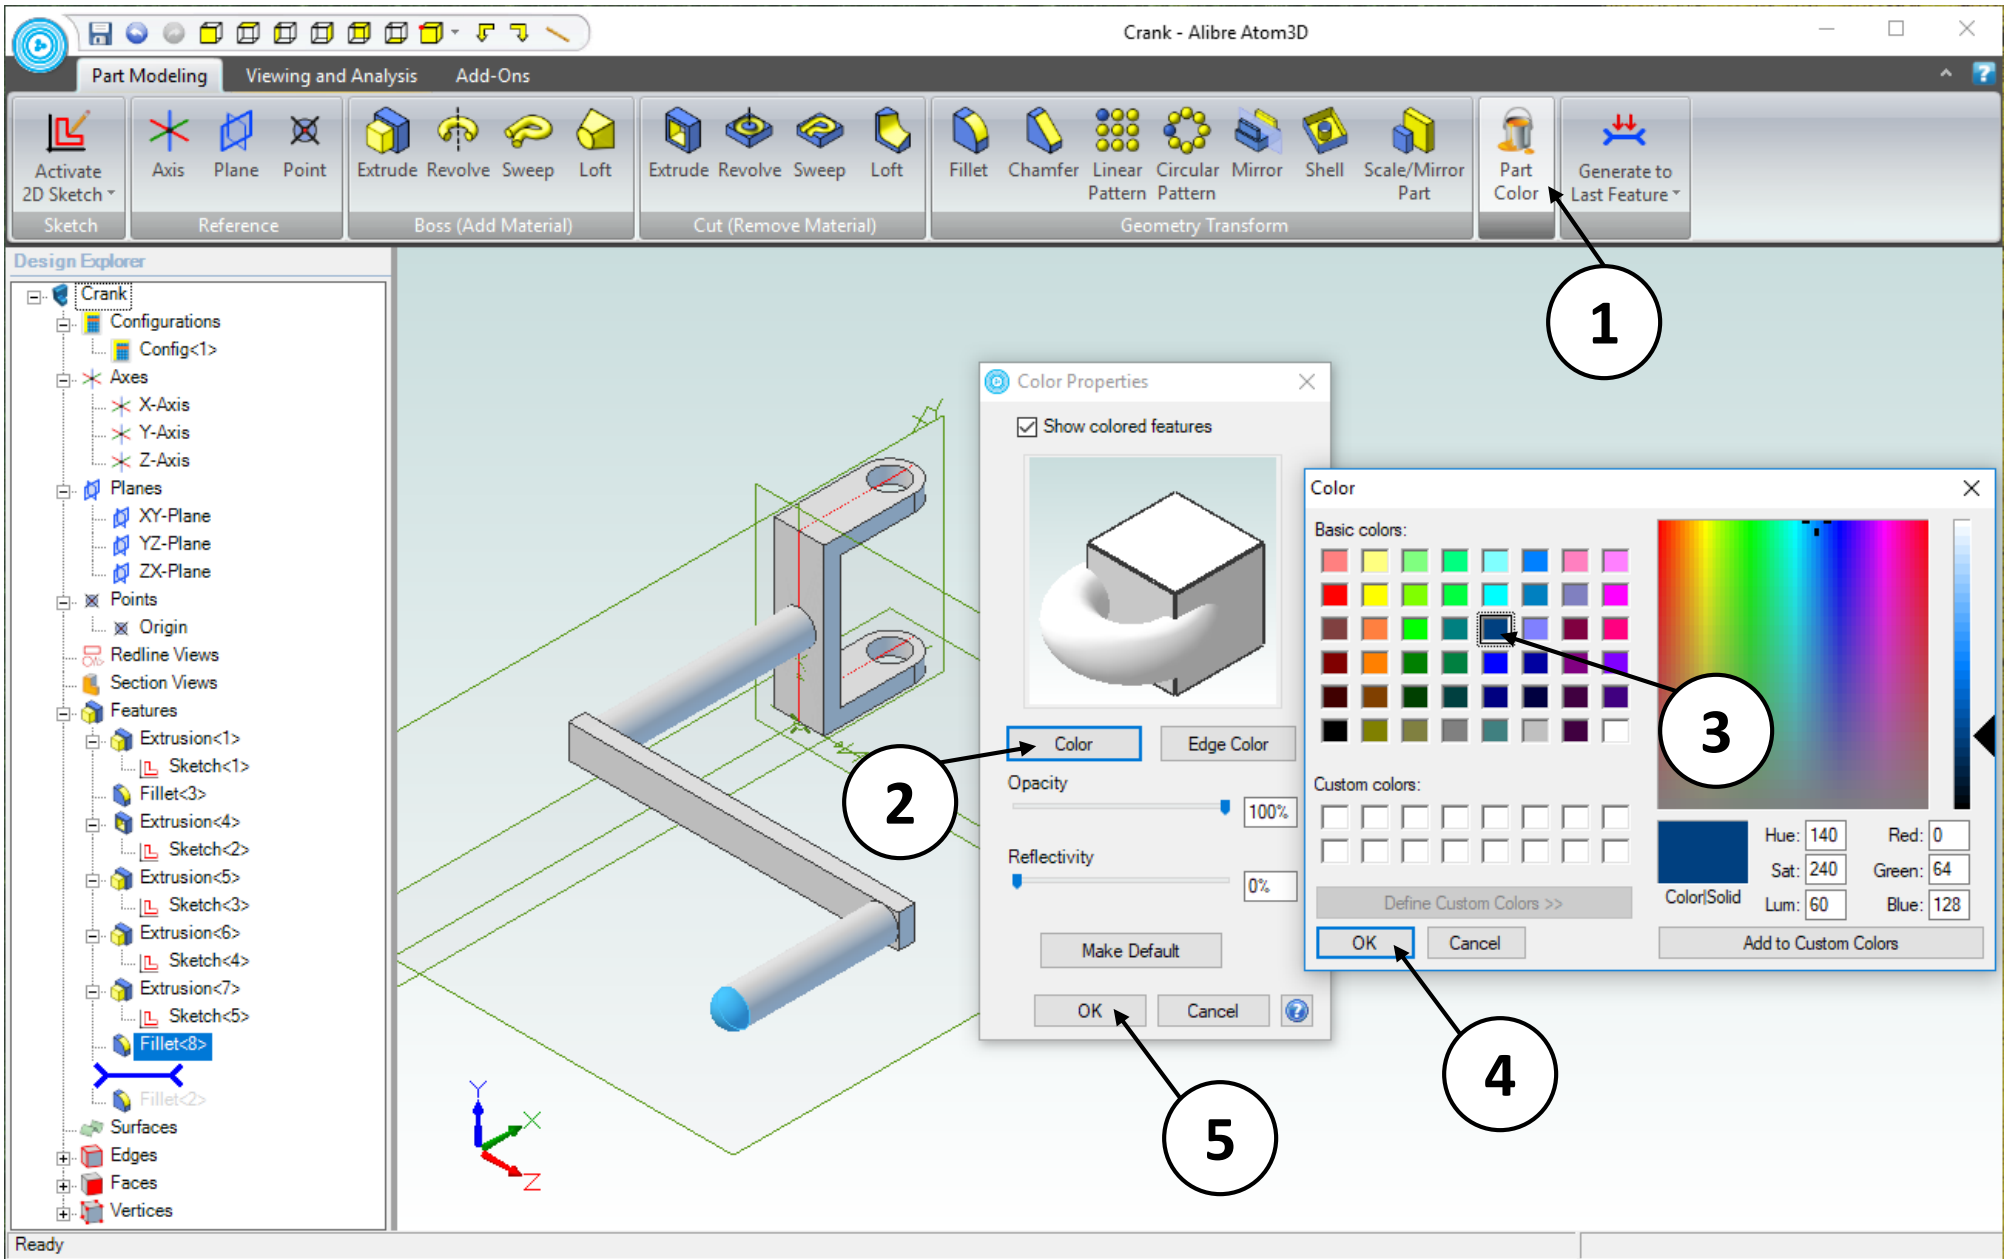 Crank - Alibre Atom3D
Part Modeling
Viewing and Analysis
Add-Ons
Activate
2D Sketch
Sketch
Axis
Plane
Point
Reference
Extrude
Revolve
Sweep
Loft
Boss (Add Material)
Extrude
Revolve
Sweep
Loft
Cut (Remove Material)
Fillet
Chamfer
Linear
Pattern
Circular
Pattern
Mirror
Shell
Scale/Mirror
Part
Geometry Transform
Part
Color
Generate to
Last Feature
Design Explorer
Crank
Configurations
Config<1>
Axes
X-Axis
Y-Axis
Z-Axis
Planes
XY-Plane
YZ-Plane
ZX-Plane
Points
Origin
Redline Views
Section Views
Features
Extrusion<1>
Sketch<1>
Fillet<3>
Extrusion<4>
Sketch<2>
Extrusion<5>
Sketch<3>
Extrusion<6>
Sketch<4>
Extrusion<7>
Sketch<5>
Fillet<8>
Fillet<2>
Surfaces
Edges
Faces
Vertices
Ready
Y
X
Z
1
Color Properties
Show colored features
Color
Edge Color
2
Opacity
100%
Reflectivity
0%
Make Default
OK
Cancel
?
5
Color
Basic colors:
3
Custom colors:
Define Custom Colors >>
OK
Cancel
4
Color|Solid
Hue: 140
Sat: 240
Lum: 60
Red: 0
Green: 64
Blue: 128
Add to Custom Colors